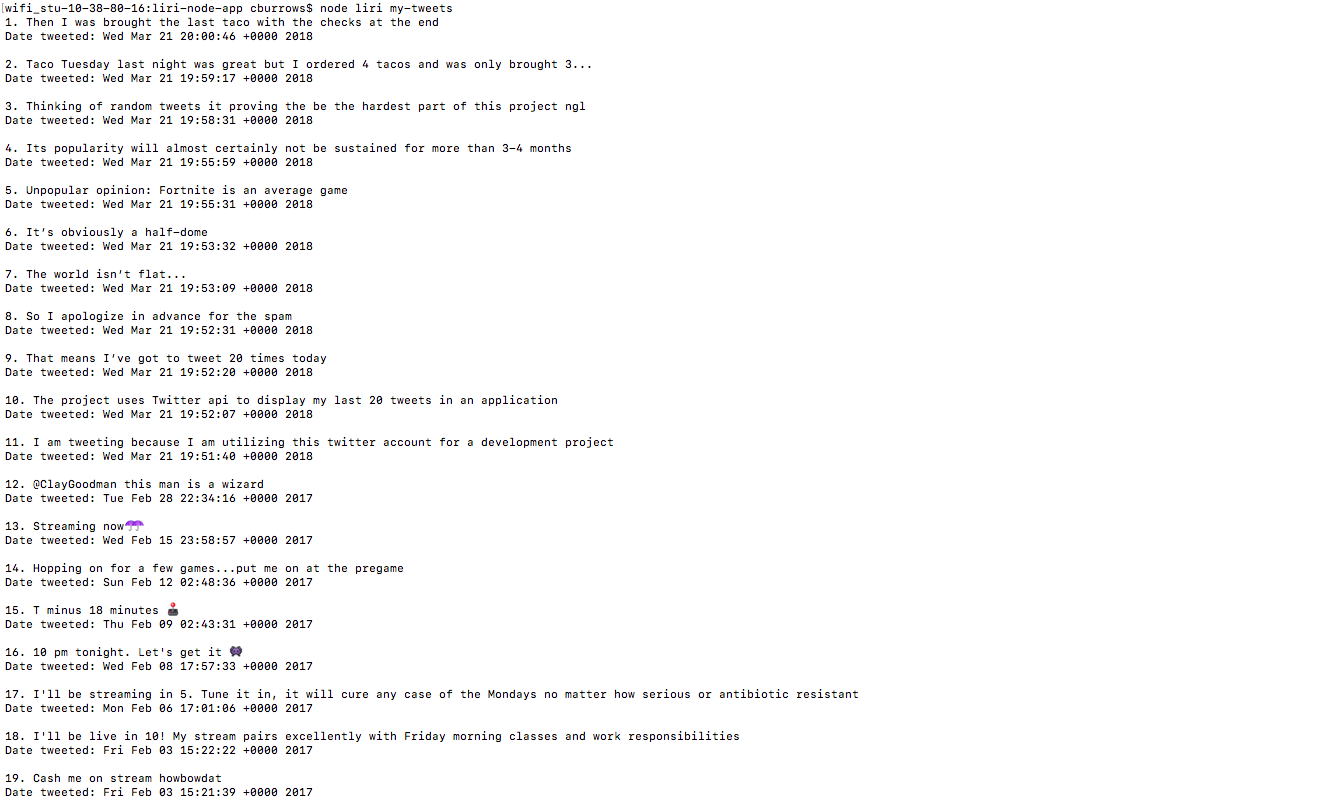 [wifi_stu-10-38-80-16:liri-node-app cburrows$ node liri my-tweets
1. Then I was brought the last taco with the checks at the end
Date tweeted: Wed Mar 21 20:00:46 +0000 2018
2. Taco Tuesday last night was great but I ordered 4 tacos and was only brought 3...
Date tweeted: Wed Mar 21 19:59:17 +0000 2018
3. Thinking of random tweets it proving the be the hardest part of this project ngl
Date tweeted: Wed Mar 21 19:58:31 +0000 2018
4. Its popularity will almost certainly not be sustained for more than 3–4 months
Date tweeted: Wed Mar 21 19:55:59 +0000 2018
5. Unpopular opinion: Fortnite is an average game
Date tweeted: Wed Mar 21 19:55:31 +0000 2018
6. It’s obviously a half-dome
Date tweeted: Wed Mar 21 19:53:32 +0000 2018
7. The world isn’t flat...
Date tweeted: Wed Mar 21 19:53:09 +0000 2018
8. So I apologize in advance for the spam
Date tweeted: Wed Mar 21 19:52:31 +0000 2018
9. That means I’ve got to tweet 20 times today
Date tweeted: Wed Mar 21 19:52:20 +0000 2018
10. The project uses Twitter api to display my last 20 tweets in an application
Date tweeted: Wed Mar 21 19:52:07 +0000 2018
11. I am tweeting because I am utilizing this twitter account for a development project
Date tweeted: Wed Mar 21 19:51:40 +0000 2018
12. @ClayGoodman this man is a wizard
Date tweeted: Tue Feb 28 22:34:16 +0000 2017
13. Streaming now☂️☂️
Date tweeted: Wed Feb 15 23:58:57 +0000 2017
14. Hopping on for a few games...put me on at the pregame
Date tweeted: Sun Feb 12 02:48:36 +0000 2017
15. T minus 18 minutes 🕹
Date tweeted: Thu Feb 09 02:43:31 +0000 2017
16. 10 pm tonight. Let's get it 👾
Date tweeted: Wed Feb 08 17:57:33 +0000 2017
17. I'll be streaming in 5. Tune it in, it will cure any case of the Mondays no matter how serious or antibiotic resistant
Date tweeted: Mon Feb 06 17:01:06 +0000 2017
18. I'll be live in 10! My stream pairs excellently with Friday morning classes and work responsibilities
Date tweeted: Fri Feb 03 15:22:22 +0000 2017
19. Cash me on stream howbowdat
Date tweeted: Fri Feb 03 15:21:39 +0000 2017